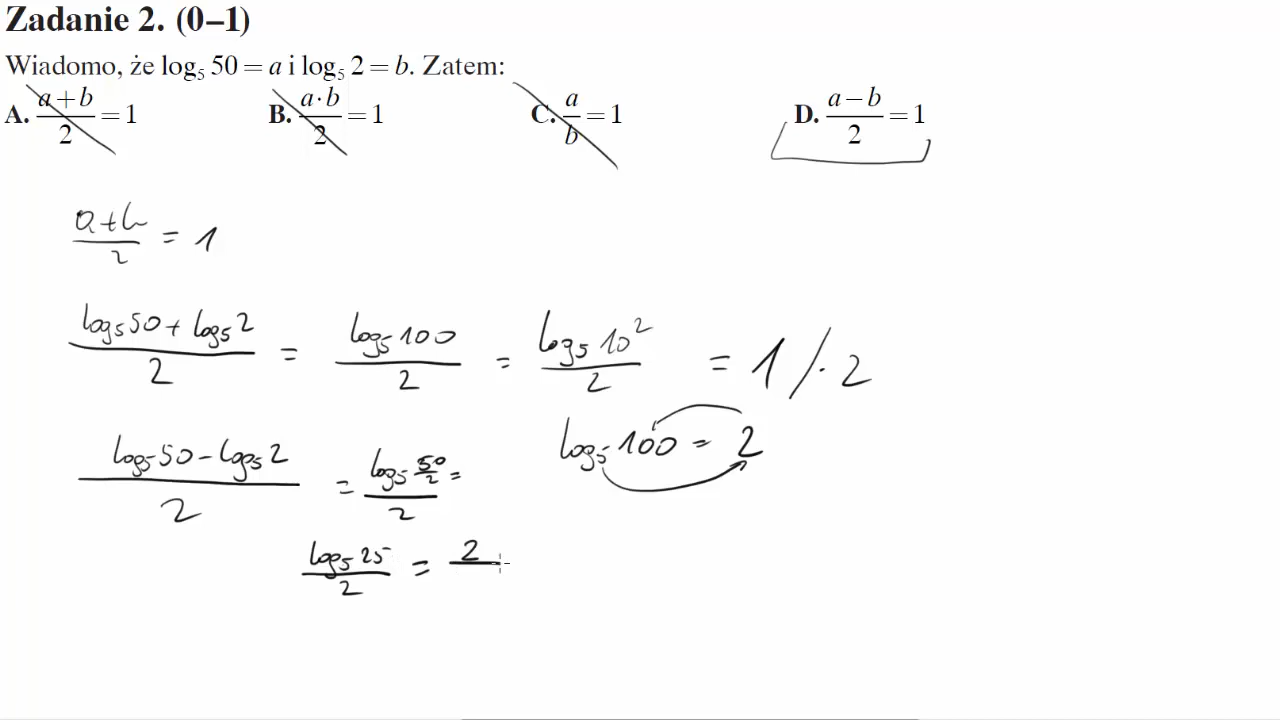 Zadanie 2. (0–1)
Wiadomo, że log₅ 50 = a i log₅ 2 = b. Zatem:
A. (a+b)/2 = 1 B. (a·b)/2 = 1 C. a/b = 1 D. (a−b)/2 = 1
(a+b)/2 = 1
(log₅50 + log₅2)/2 = (log₅100)/2 = (log₅10²)/2 = 1 /·2
log₅100 = 2
(log₅50 − log₅2)/2 = (log₅ 50/2)/2 =
(log₅25)/2 = 2